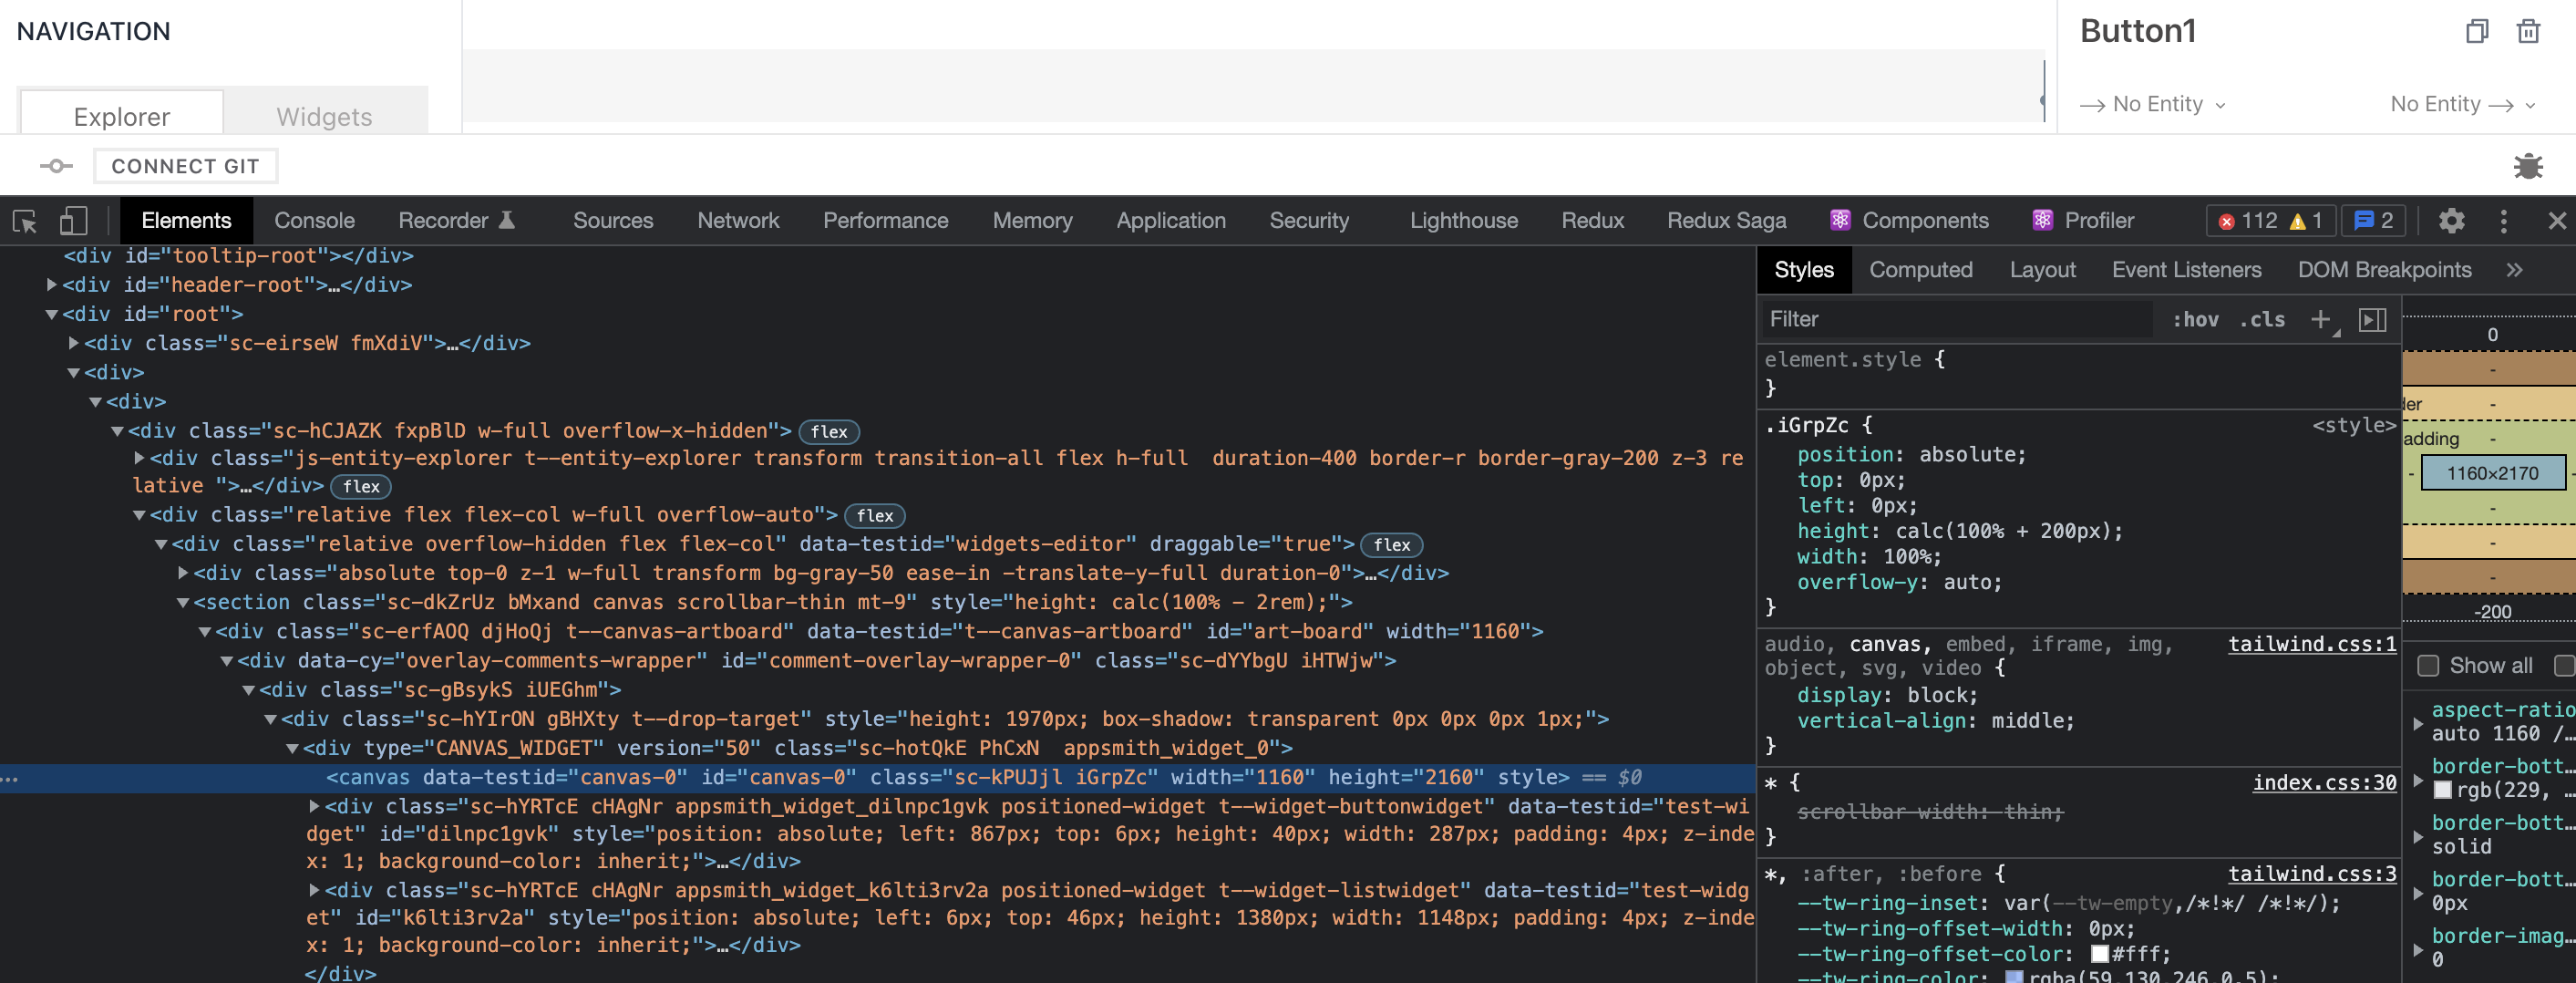 NAVIGATION
Explorer
Widgets
Button1
No Entity
No Entity
CONNECT GIT
Elements
Console
Recorder
Sources
Network
Performance
Memory
Application
Security
Lighthouse
Redux
Redux Saga
Components
Profiler
112
1
2
<div id="tooltip-root"></div>
<div id="header-root">…</div>
<div id="root">
<div class="sc-eirseW fmXdiV">…</div>
<div>
<div>
<div class="sc-hCJAZK fxpBlD w-full overflow-x-hidden"> flex
<div class="js-entity-explorer t--entity-explorer transform transition-all flex h-full  duration-400 border-r border-gray-200 z-3 re
lative ">…</div> flex
<div class="relative flex flex-col w-full overflow-auto"> flex
<div class="relative overflow-hidden flex flex-col" data-testid="widgets-editor" draggable="true"> flex
<div class="absolute top-0 z-1 w-full transform bg-gray-50 ease-in -translate-y-full duration-0">…</div>
<section class="sc-dkZrUz bMxand canvas scrollbar-thin mt-9" style="height: calc(100% - 2rem);">
<div class="sc-erfAOQ djHoQj t--canvas-artboard" data-testid="t--canvas-artboard" id="art-board" width="1160">
<div data-cy="overlay-comments-wrapper" id="comment-overlay-wrapper-0" class="sc-dYYbgU iHTWjw">
<div class="sc-gBsykS iUEGhm">
<div class="sc-hYIrON gBHXty t--drop-target" style="height: 1970px; box-shadow: transparent 0px 0px 0px 1px;">
<div type="CANVAS_WIDGET" version="50" class="sc-hotQkE PhCxN  appsmith_widget_0">
… <canvas data-testid="canvas-0" id="canvas-0" class="sc-kPUJjl iGrpZc" width="1160" height="2160" style> == $0
<div class="sc-hYRTcE cHAgNr appsmith_widget_dilnpc1gvk positioned-widget t--widget-buttonwidget" data-testid="test-wi
dget" id="dilnpc1gvk" style="position: absolute; left: 867px; top: 6px; height: 40px; width: 287px; padding: 4px; z-inde
x: 1; background-color: inherit;">…</div>
<div class="sc-hYRTcE cHAgNr appsmith_widget_k6lti3rv2a positioned-widget t--widget-listwidget" data-testid="test-widg
et" id="k6lti3rv2a" style="position: absolute; left: 6px; top: 46px; height: 1380px; width: 1148px; padding: 4px; z-inde
x: 1; background-color: inherit;">…</div>
</div>
Styles
Computed
Layout
Event Listeners
DOM Breakpoints
Filter
:hov
.cls
element.style {
}
.iGrpZc {
<style>
position: absolute;
top: 0px;
left: 0px;
height: calc(100% + 200px);
width: 100%;
overflow-y: auto;
}
audio, canvas, embed, iframe, img,
tailwind.css:1
object, svg, video {
display: block;
vertical-align: middle;
}
* {
index.css:30
scrollbar-width: thin;
}
*, :after, :before {
tailwind.css:3
--tw-ring-inset: var(--tw-empty,/*!*/ /*!*/);
--tw-ring-offset-width: 0px;
--tw-ring-offset-color: #fff;
--tw-ring-color: rgba(59,130,246,0.5);
0
-
der -
adding -
- 1160×2170 -
-
-
-
-200
Show all
aspect-ratio
auto 1160 /…
border-bott…
rgb(229, …
border-bott…
solid
border-bott…
0px
border-imag…
0